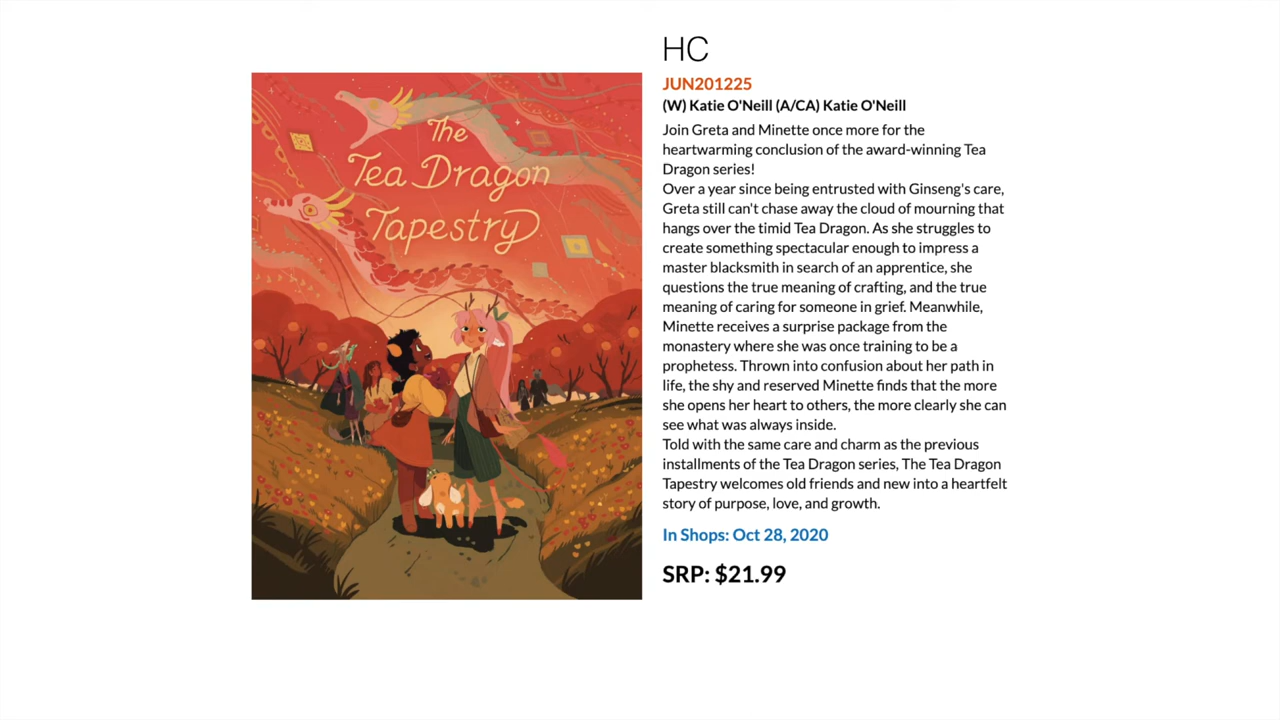 The
Tea Dragon
Tapestry
HC
JUN201225
(W) Katie O'Neill (A/CA) Katie O'Neill
Join Greta and Minette once more for the
heartwarming conclusion of the award-winning Tea
Dragon series!
Over a year since being entrusted with Ginseng's care,
Greta still can't chase away the cloud of mourning that
hangs over the timid Tea Dragon. As she struggles to
create something spectacular enough to impress a
master blacksmith in search of an apprentice, she
questions the true meaning of crafting, and the true
meaning of caring for someone in grief. Meanwhile,
Minette receives a surprise package from the
monastery where she was once training to be a
prophetess. Thrown into confusion about her path in
life, the shy and reserved Minette finds that the more
she opens her heart to others, the more clearly she can
see what was always inside.
Told with the same care and charm as the previous
installments of the Tea Dragon series, The Tea Dragon
Tapestry welcomes old friends and new into a heartfelt
story of purpose, love, and growth.
In Shops: Oct 28, 2020
SRP: $21.99